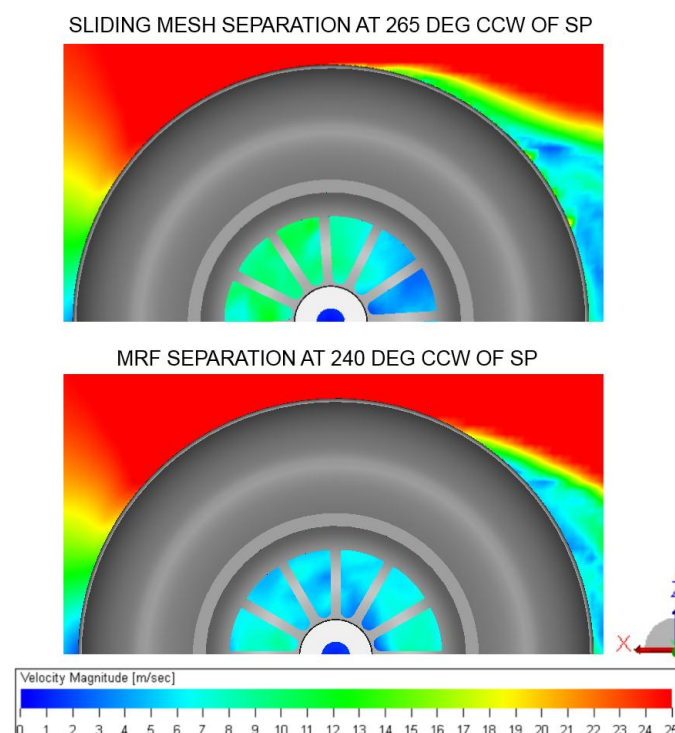 SLIDING MESH SEPARATION AT 265 DEG CCW OF SP
MRF SEPARATION AT 240 DEG CCW OF SP
Z
X
Velocity Magnitude [m/sec]
0 1 2 3 4 5 6 7 8 9 10 11 12 13 14 15 16 17 18 19 20 21 22 23 24 25